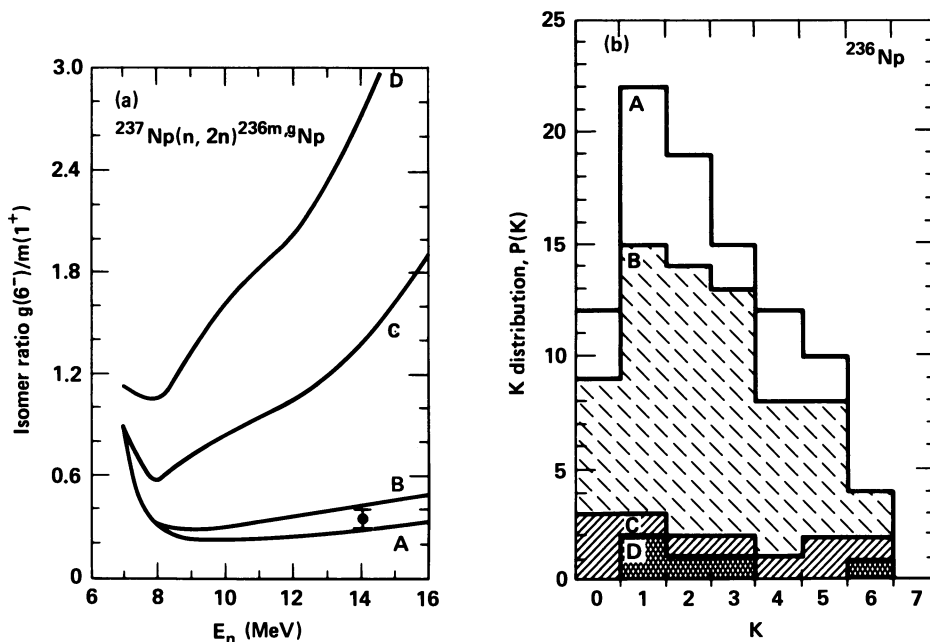 (a)
237Np(n, 2n)236m,gNp
Isomer ratio g(6−)/m(1+)
3.0
2.4
1.8
1.2
0.6
0
D
C
B
A
6 8 10 12 14 16
En (MeV)
(b)
236Np
K distribution, P(K)
25
20
15
10
5
0
A
B
C
D
0 1 2 3 4 5 6 7
K